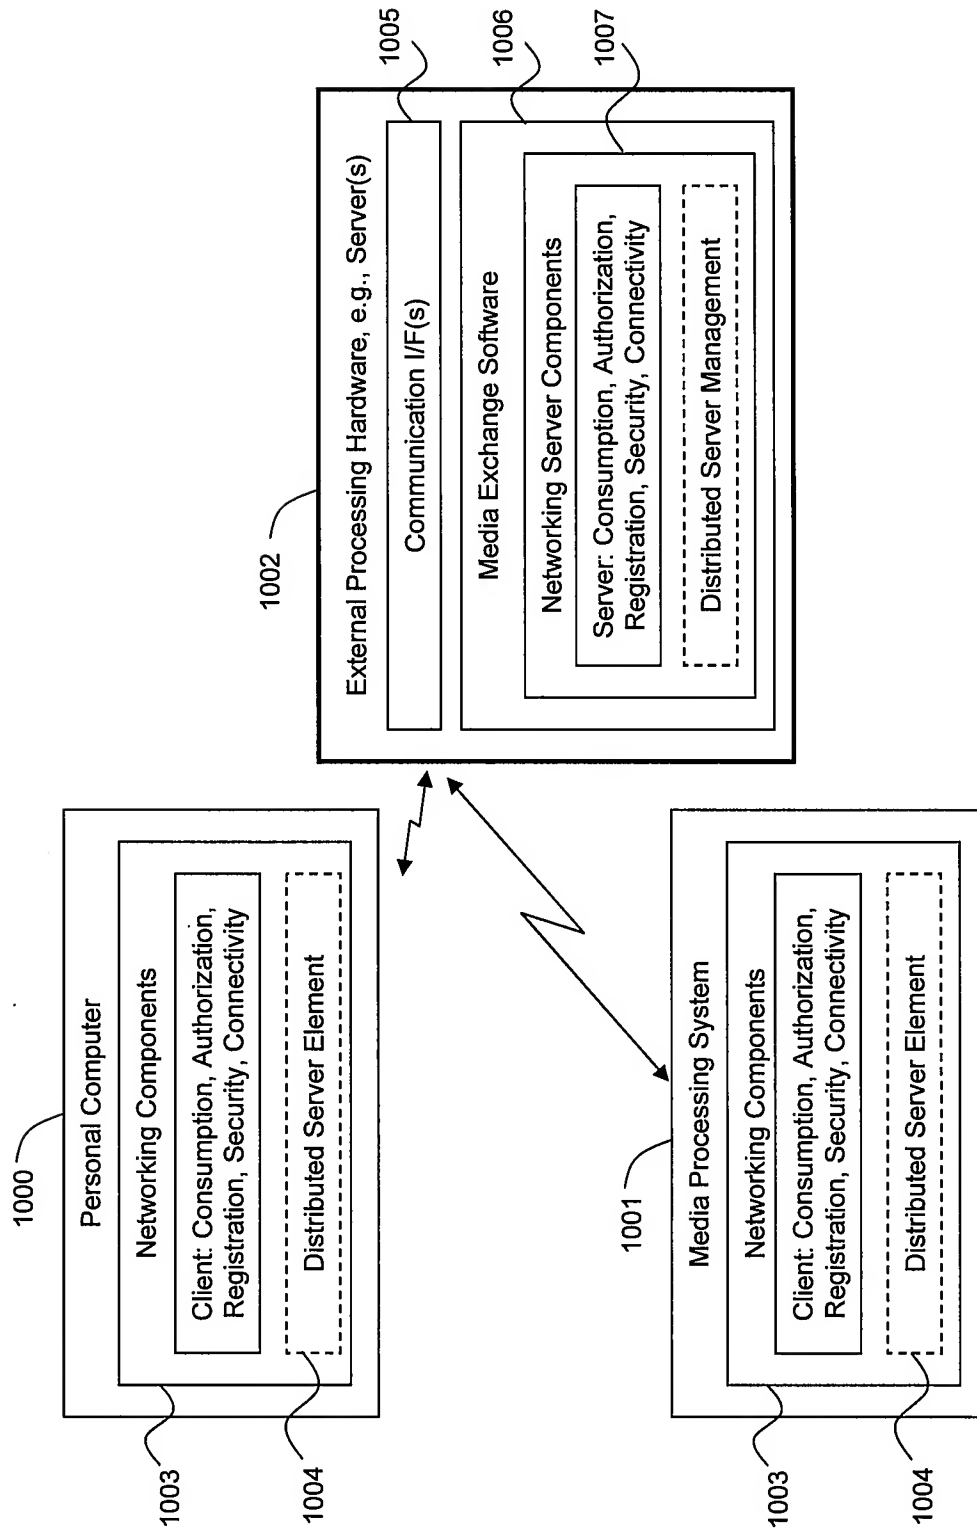 1000
Personal Computer
Networking Components
Client: Consumption, Authorization,
Registration, Security, Connectivity
Distributed Server Element
1003
1004
1001
Media Processing System
Networking Components
Client: Consumption, Authorization,
Registration, Security, Connectivity
Distributed Server Element
1003
1004
1002
External Processing Hardware, e.g., Server(s)
Communication I/F(s)
Media Exchange Software
Networking Server Components
Server: Consumption, Authorization,
Registration, Security, Connectivity
Distributed Server Management
1005
1006
1007